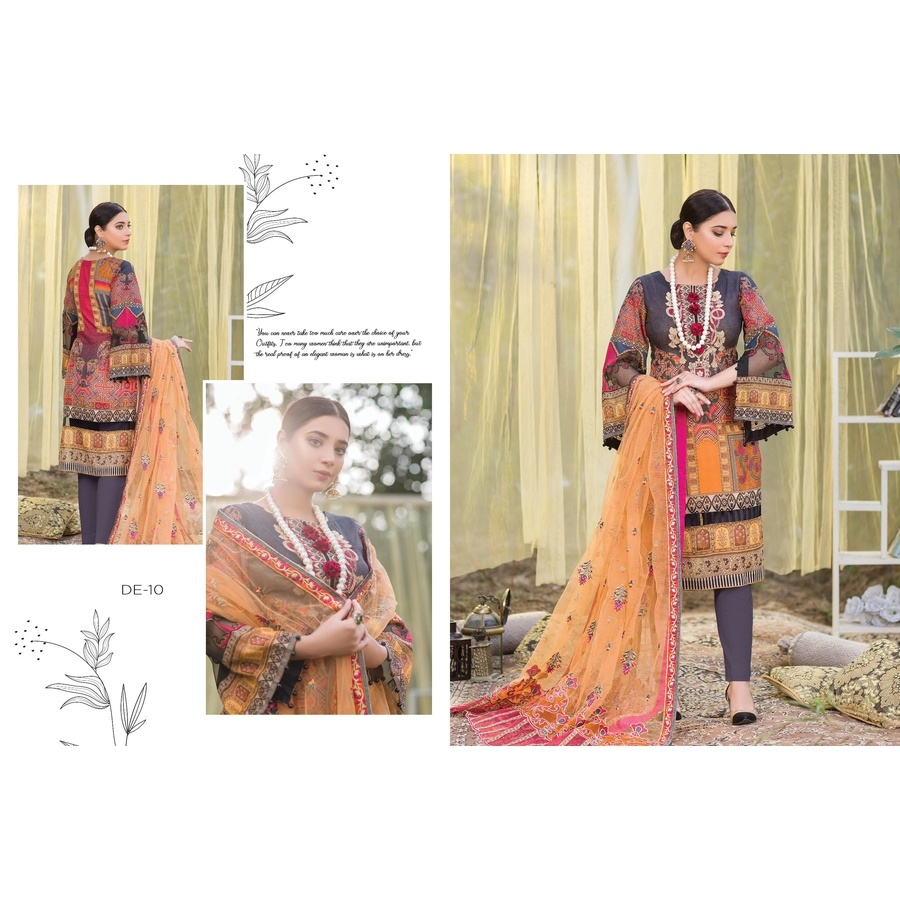 "You can never take too much care over the choice of your
Outfits, Too many women think that they are unimportant, but
the real proof of an elegant woman is what is on her dress."
DE-10